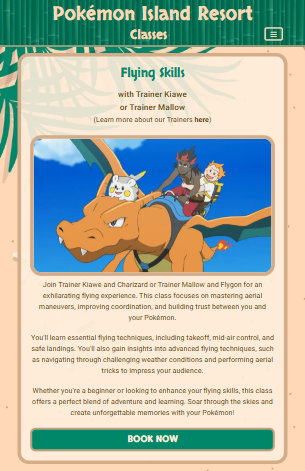 Pokémon Island Resort
Classes
Flying Skills
with Trainer Kiawe
or Trainer Mallow
(Learn more about our Trainers here)
Join Trainer Kiawe and Charizard or Trainer Mallow and Flygon for an
exhilarating flying experience. This class focuses on mastering aerial
maneuvers, improving coordination, and building trust between you and
your Pokémon.
You'll learn essential flying techniques, including takeoff, mid-air control, and
safe landings. You'll also gain insights into advanced flying techniques, such
as navigating through challenging weather conditions and performing aerial
tricks to impress your audience.
Whether you're a beginner or looking to enhance your flying skills, this class
offers a perfect blend of adventure and learning. Soar through the skies and
create unforgettable memories with your Pokémon!
BOOK NOW